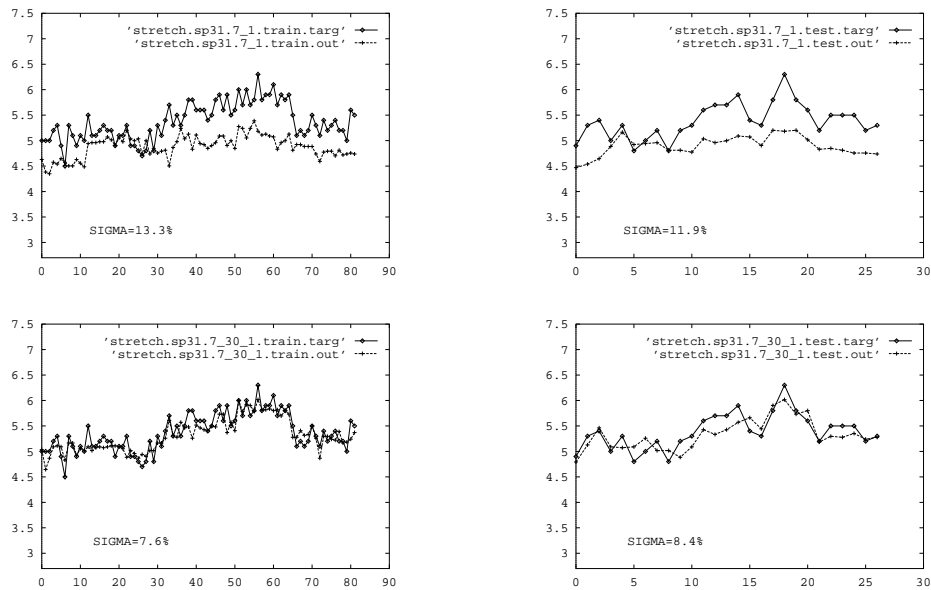 7.5
7
6.5
6
5.5
5
4.5
4
3.5
3
'stretch.sp31.7_1.train.targ'
'stretch.sp31.7_1.train.out'
SIGMA=13.3%
0 10 20 30 40 50 60 70 80 90
7.5
7
6.5
6
5.5
5
4.5
4
3.5
3
'stretch.sp31.7_1.test.targ'
'stretch.sp31.7_1.test.out'
SIGMA=11.9%
0 5 10 15 20 25 30
7.5
7
6.5
6
5.5
5
4.5
4
3.5
3
'stretch.sp31.7_30_1.train.targ'
'stretch.sp31.7_30_1.train.out'
SIGMA=7.6%
0 10 20 30 40 50 60 70 80 90
7.5
7
6.5
6
5.5
5
4.5
4
3.5
3
'stretch.sp31.7_30_1.test.targ'
'stretch.sp31.7_30_1.test.out'
SIGMA=8.4%
0 5 10 15 20 25 30